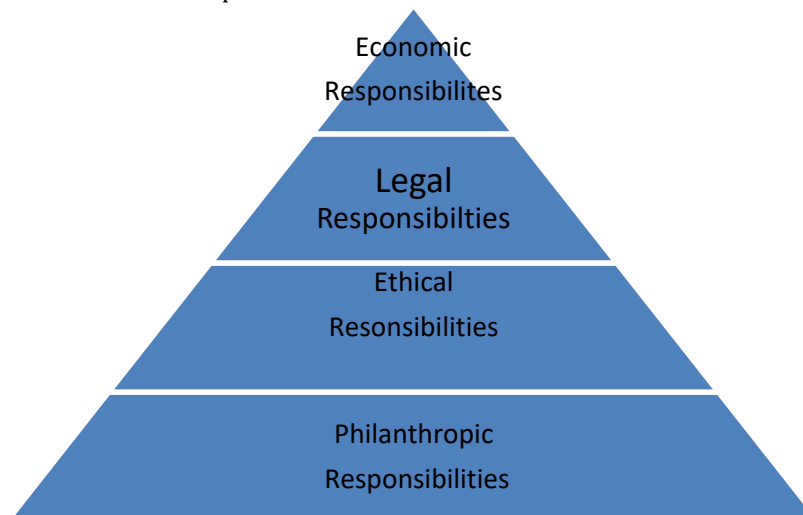 Economic
Responsibilites
Legal
Responsibilties
Ethical
Resonsibilities
Philanthropic
Responsibilities